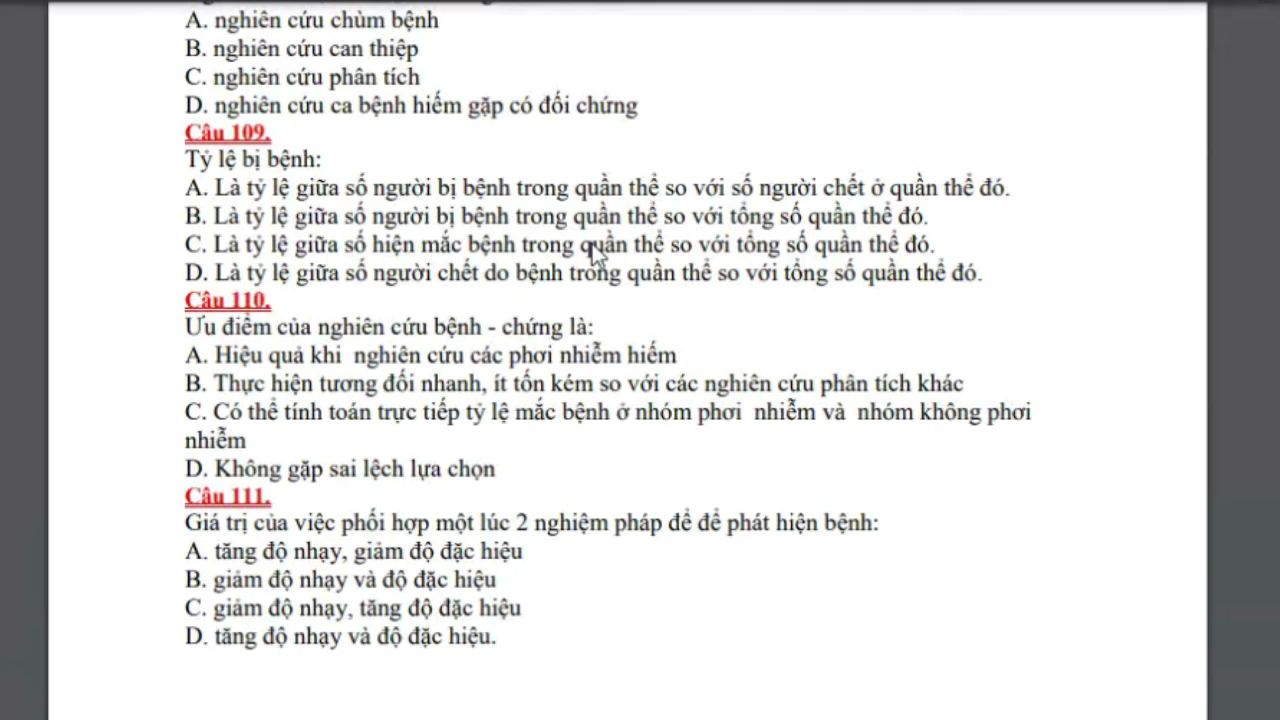 A. nghiên cứu chùm bệnh
B. nghiên cứu can thiệp
C. nghiên cứu phân tích
D. nghiên cứu ca bệnh hiếm gặp có đối chứng
Câu 109.
Tỷ lệ bị bệnh:
A. Là tỷ lệ giữa số người bị bệnh trong quần thể so với số người chết ở quần thể đó.
B. Là tỷ lệ giữa số người bị bệnh trong quần thể so với tổng số quần thể đó.
C. Là tỷ lệ giữa số hiện mắc bệnh trong quần thể so với tổng số quần thể đó.
D. Là tỷ lệ giữa số người chết do bệnh trong quần thể so với tổng số quần thể đó.
Câu 110.
Ưu điểm của nghiên cứu bệnh - chứng là:
A. Hiệu quả khi nghiên cứu các phơi nhiễm hiếm
B. Thực hiện tương đối nhanh, ít tốn kém so với các nghiên cứu phân tích khác
C. Có thể tính toán trực tiếp tỷ lệ mắc bệnh ở nhóm phơi nhiễm và nhóm không phơi
nhiễm
D. Không gặp sai lệch lựa chọn
Câu 111.
Giá trị của việc phối hợp một lúc 2 nghiệm pháp để để phát hiện bệnh:
A. tăng độ nhạy, giảm độ đặc hiệu
B. giảm độ nhạy và độ đặc hiệu
C. giảm độ nhạy, tăng độ đặc hiệu
D. tăng độ nhạy và độ đặc hiệu.